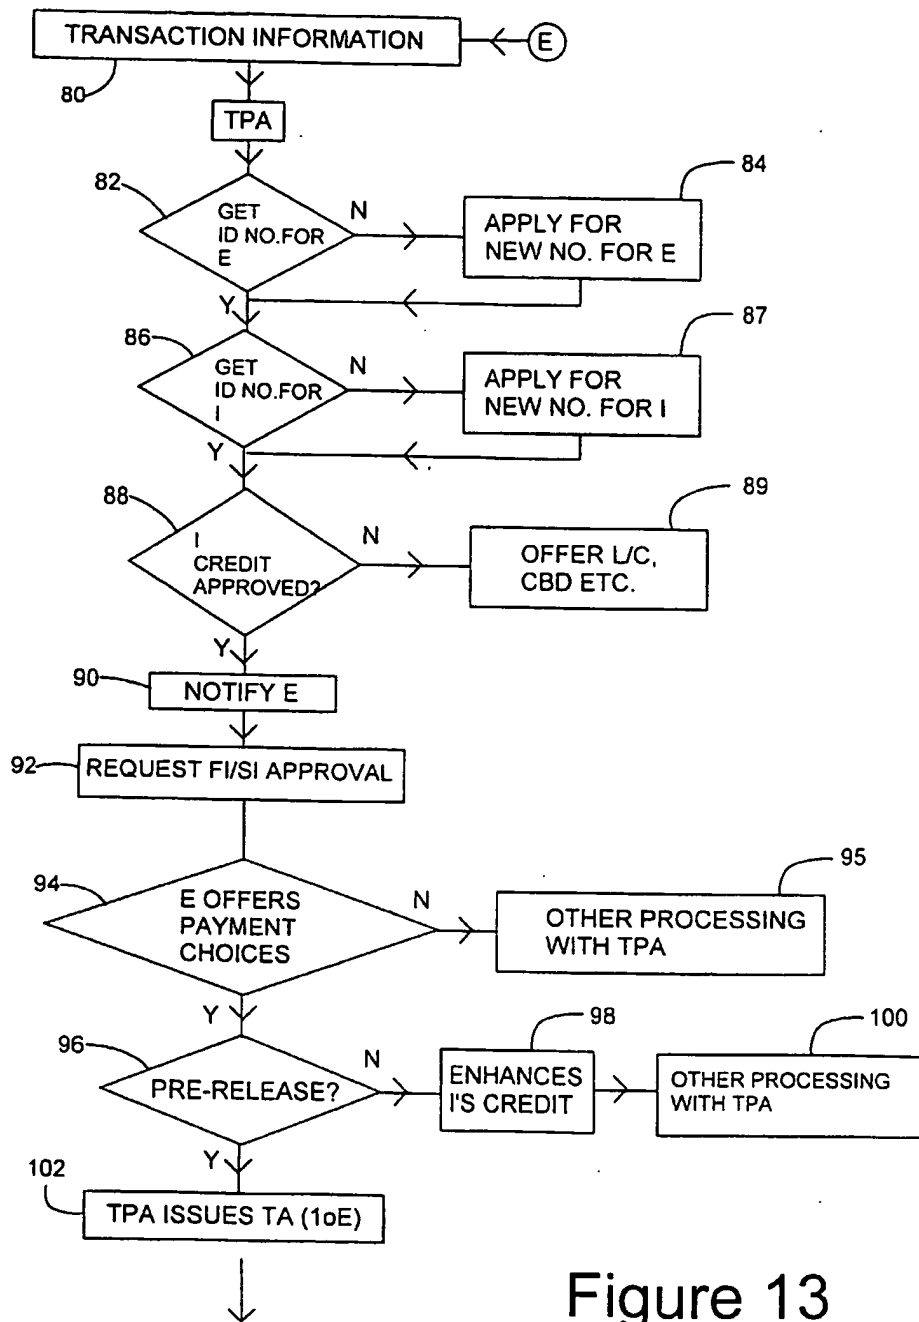 TRANSACTION INFORMATION
E
80
TPA
82
GET
ID NO.FOR
E
N
84
APPLY FOR
NEW NO. FOR E
Y
86
GET
ID NO.FOR
I
N
87
APPLY FOR
NEW NO. FOR I
Y
88
I
CREDIT
APPROVED?
N
89
OFFER L/C,
CBD ETC.
Y
90
NOTIFY E
92
REQUEST FI/SI APPROVAL
94
E OFFERS
PAYMENT
CHOICES
N
95
OTHER PROCESSING
WITH TPA
Y
96
PRE-RELEASE?
N
98
ENHANCES
I'S CREDIT
100
OTHER PROCESSING
WITH TPA
Y
102
TPA ISSUES TA (1oE)
Figure 13